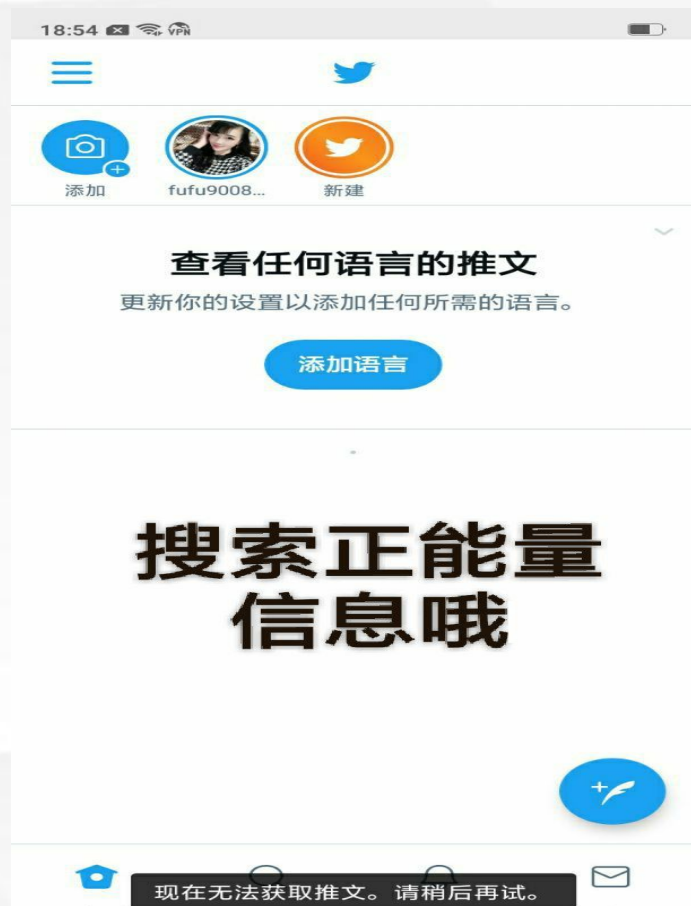 18:54 VPN
添加
fufu9008...
新建
查看任何语言的推文
更新你的设置以添加任何所需的语言。
添加语言
搜索正能量
信息哦
现在无法获取推文。请稍后再试。